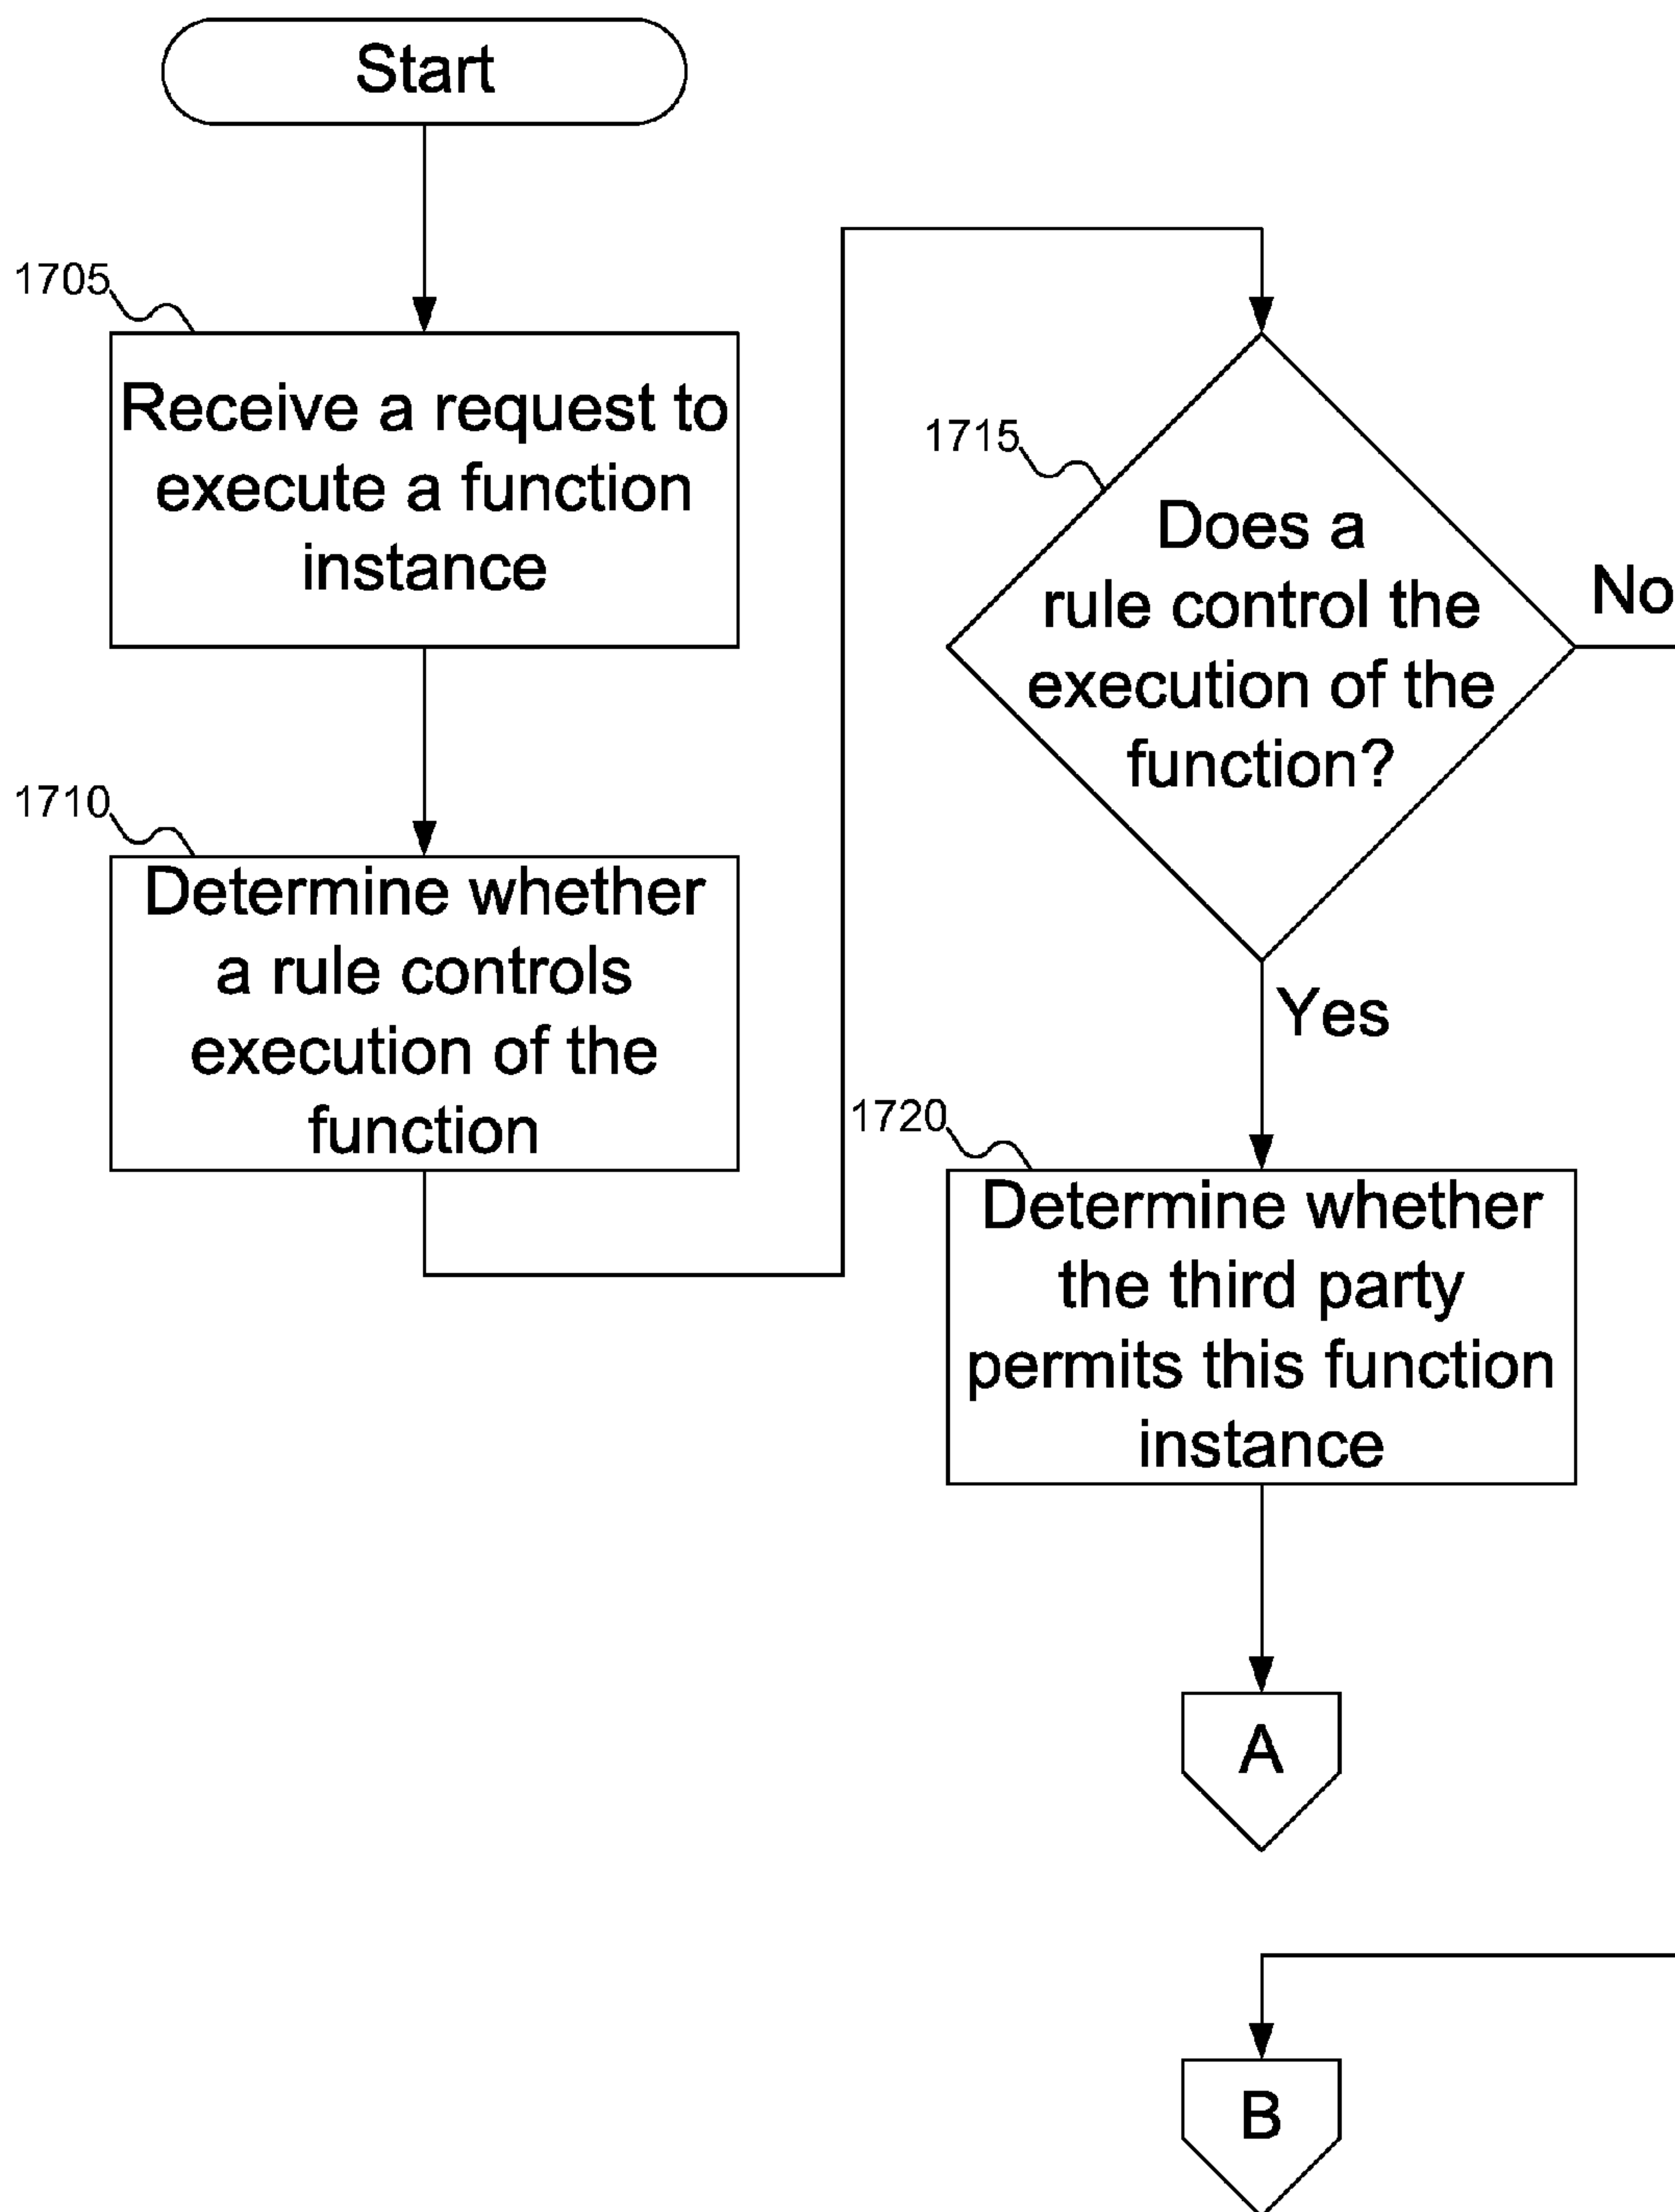 Start
1705
Receive a request to
execute a function
instance
1710
Determine whether
a rule controls
execution of the
function
1715
Does a
rule control the
execution of the
function?
No
Yes
1720
Determine whether
the third party
permits this function
instance
A
B